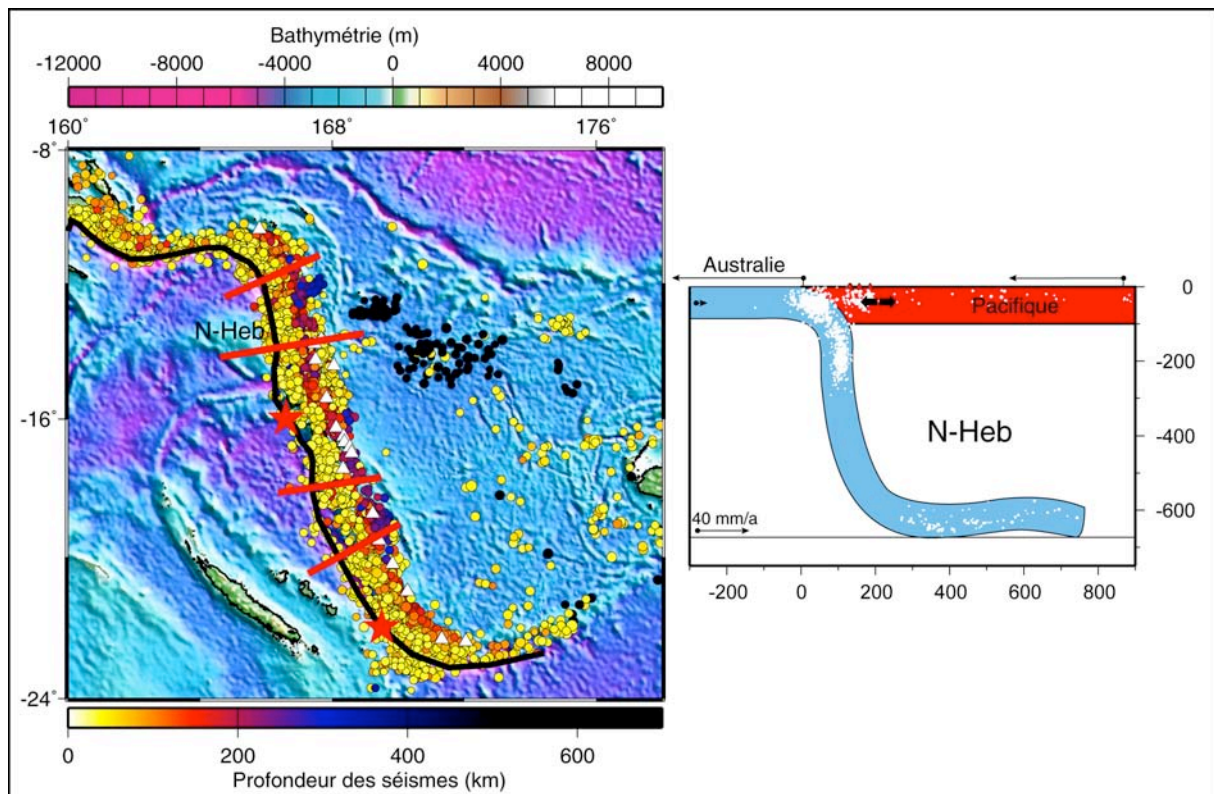 Bathymétrie (m)
-12000 -8000 -4000 0 4000 8000
160° 168° 176°
-8°
N-Heb
-16°
-24°
0 200 400 600
Profondeur des séismes (km)
Australie
Pacifique
N-Heb
40 mm/a
0
-200
-400
-600
-200 0 200 400 600 800